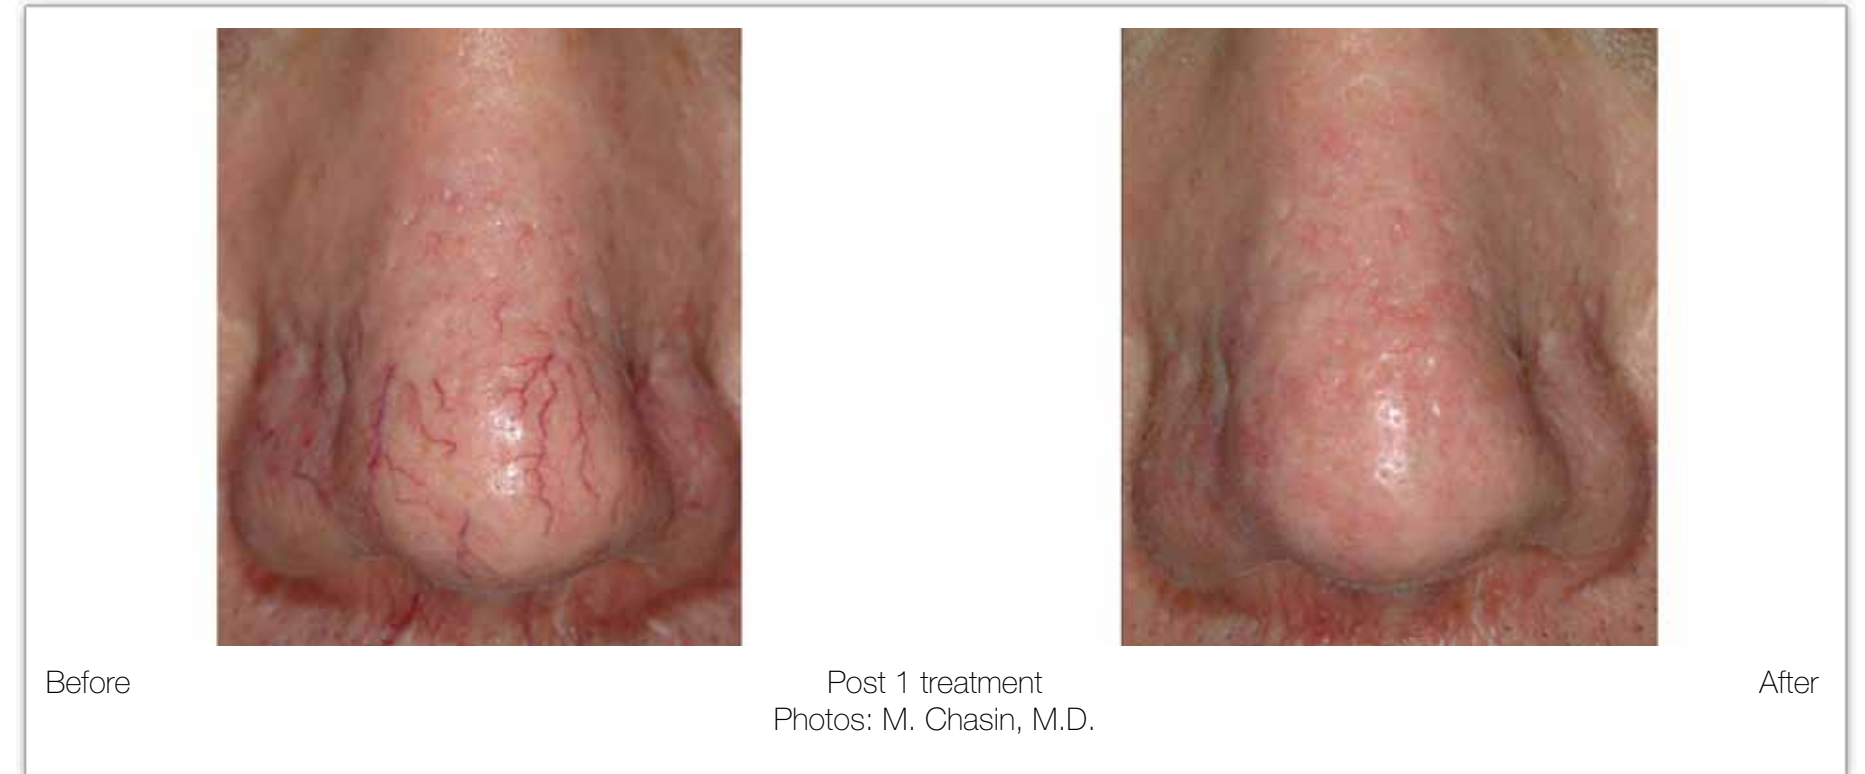 Before
Post 1 treatment
After
Photos: M. Chasin, M.D.